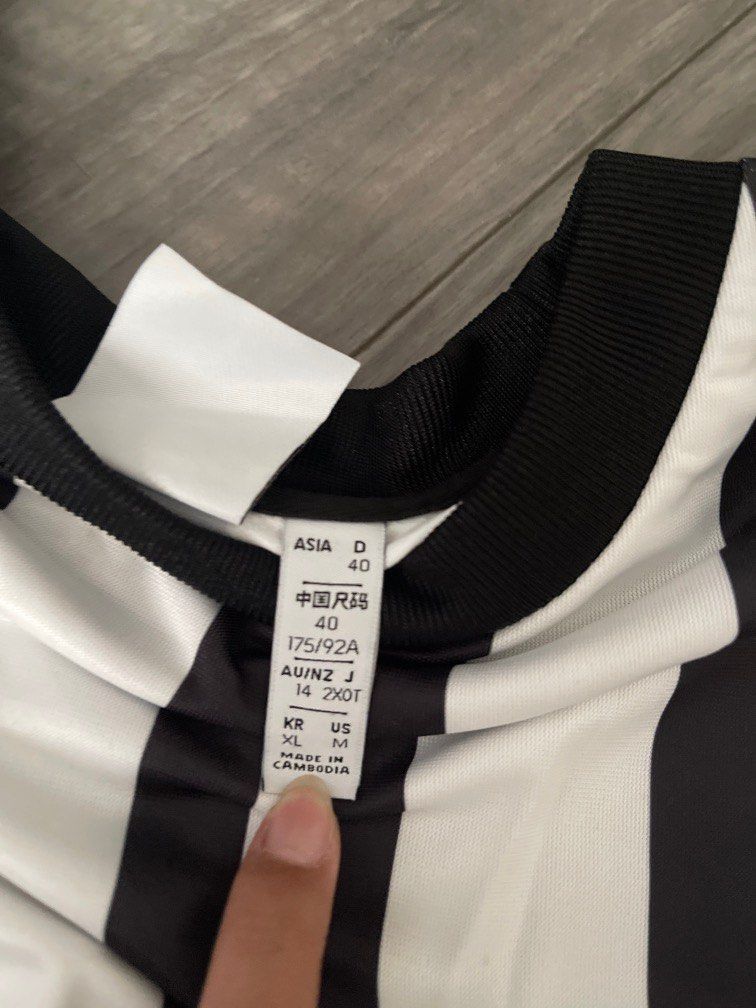 ASIA D
40
中国尺码
40
175/92A
AU/NZ J
14 2XOT
KR US
XL M
MADE IN
CAMBODIA